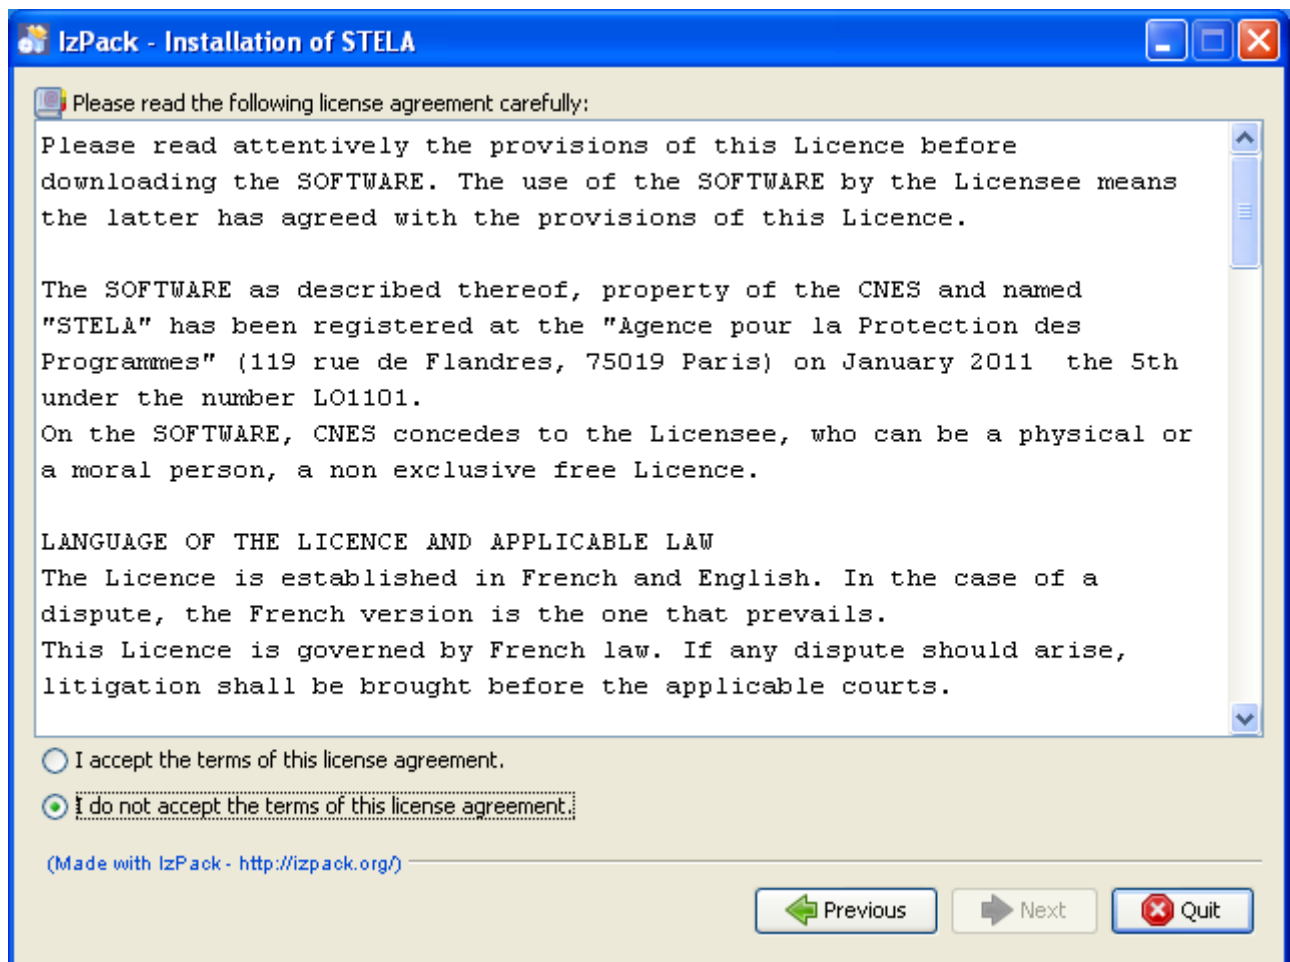 IzPack - Installation of STELA
Please read the following license agreement carefully:
Please read attentively the provisions of this Licence before
downloading the SOFTWARE. The use of the SOFTWARE by the Licensee means
the latter has agreed with the provisions of this Licence.
The SOFTWARE as described thereof, property of the CNES and named
"STELA" has been registered at the "Agence pour la Protection des
Programmes" (119 rue de Flandres, 75019 Paris) on January 2011  the 5th
under the number LO1101.
On the SOFTWARE, CNES concedes to the Licensee, who can be a physical or
a moral person, a non exclusive free Licence.
LANGUAGE OF THE LICENCE AND APPLICABLE LAW
The Licence is established in French and English. In the case of a
dispute, the French version is the one that prevails.
This Licence is governed by French law. If any dispute should arise,
litigation shall be brought before the applicable courts.
I accept the terms of this license agreement.
I do not accept the terms of this license agreement.
(Made with IzPack - http://izpack.org/)
Previous Next Quit